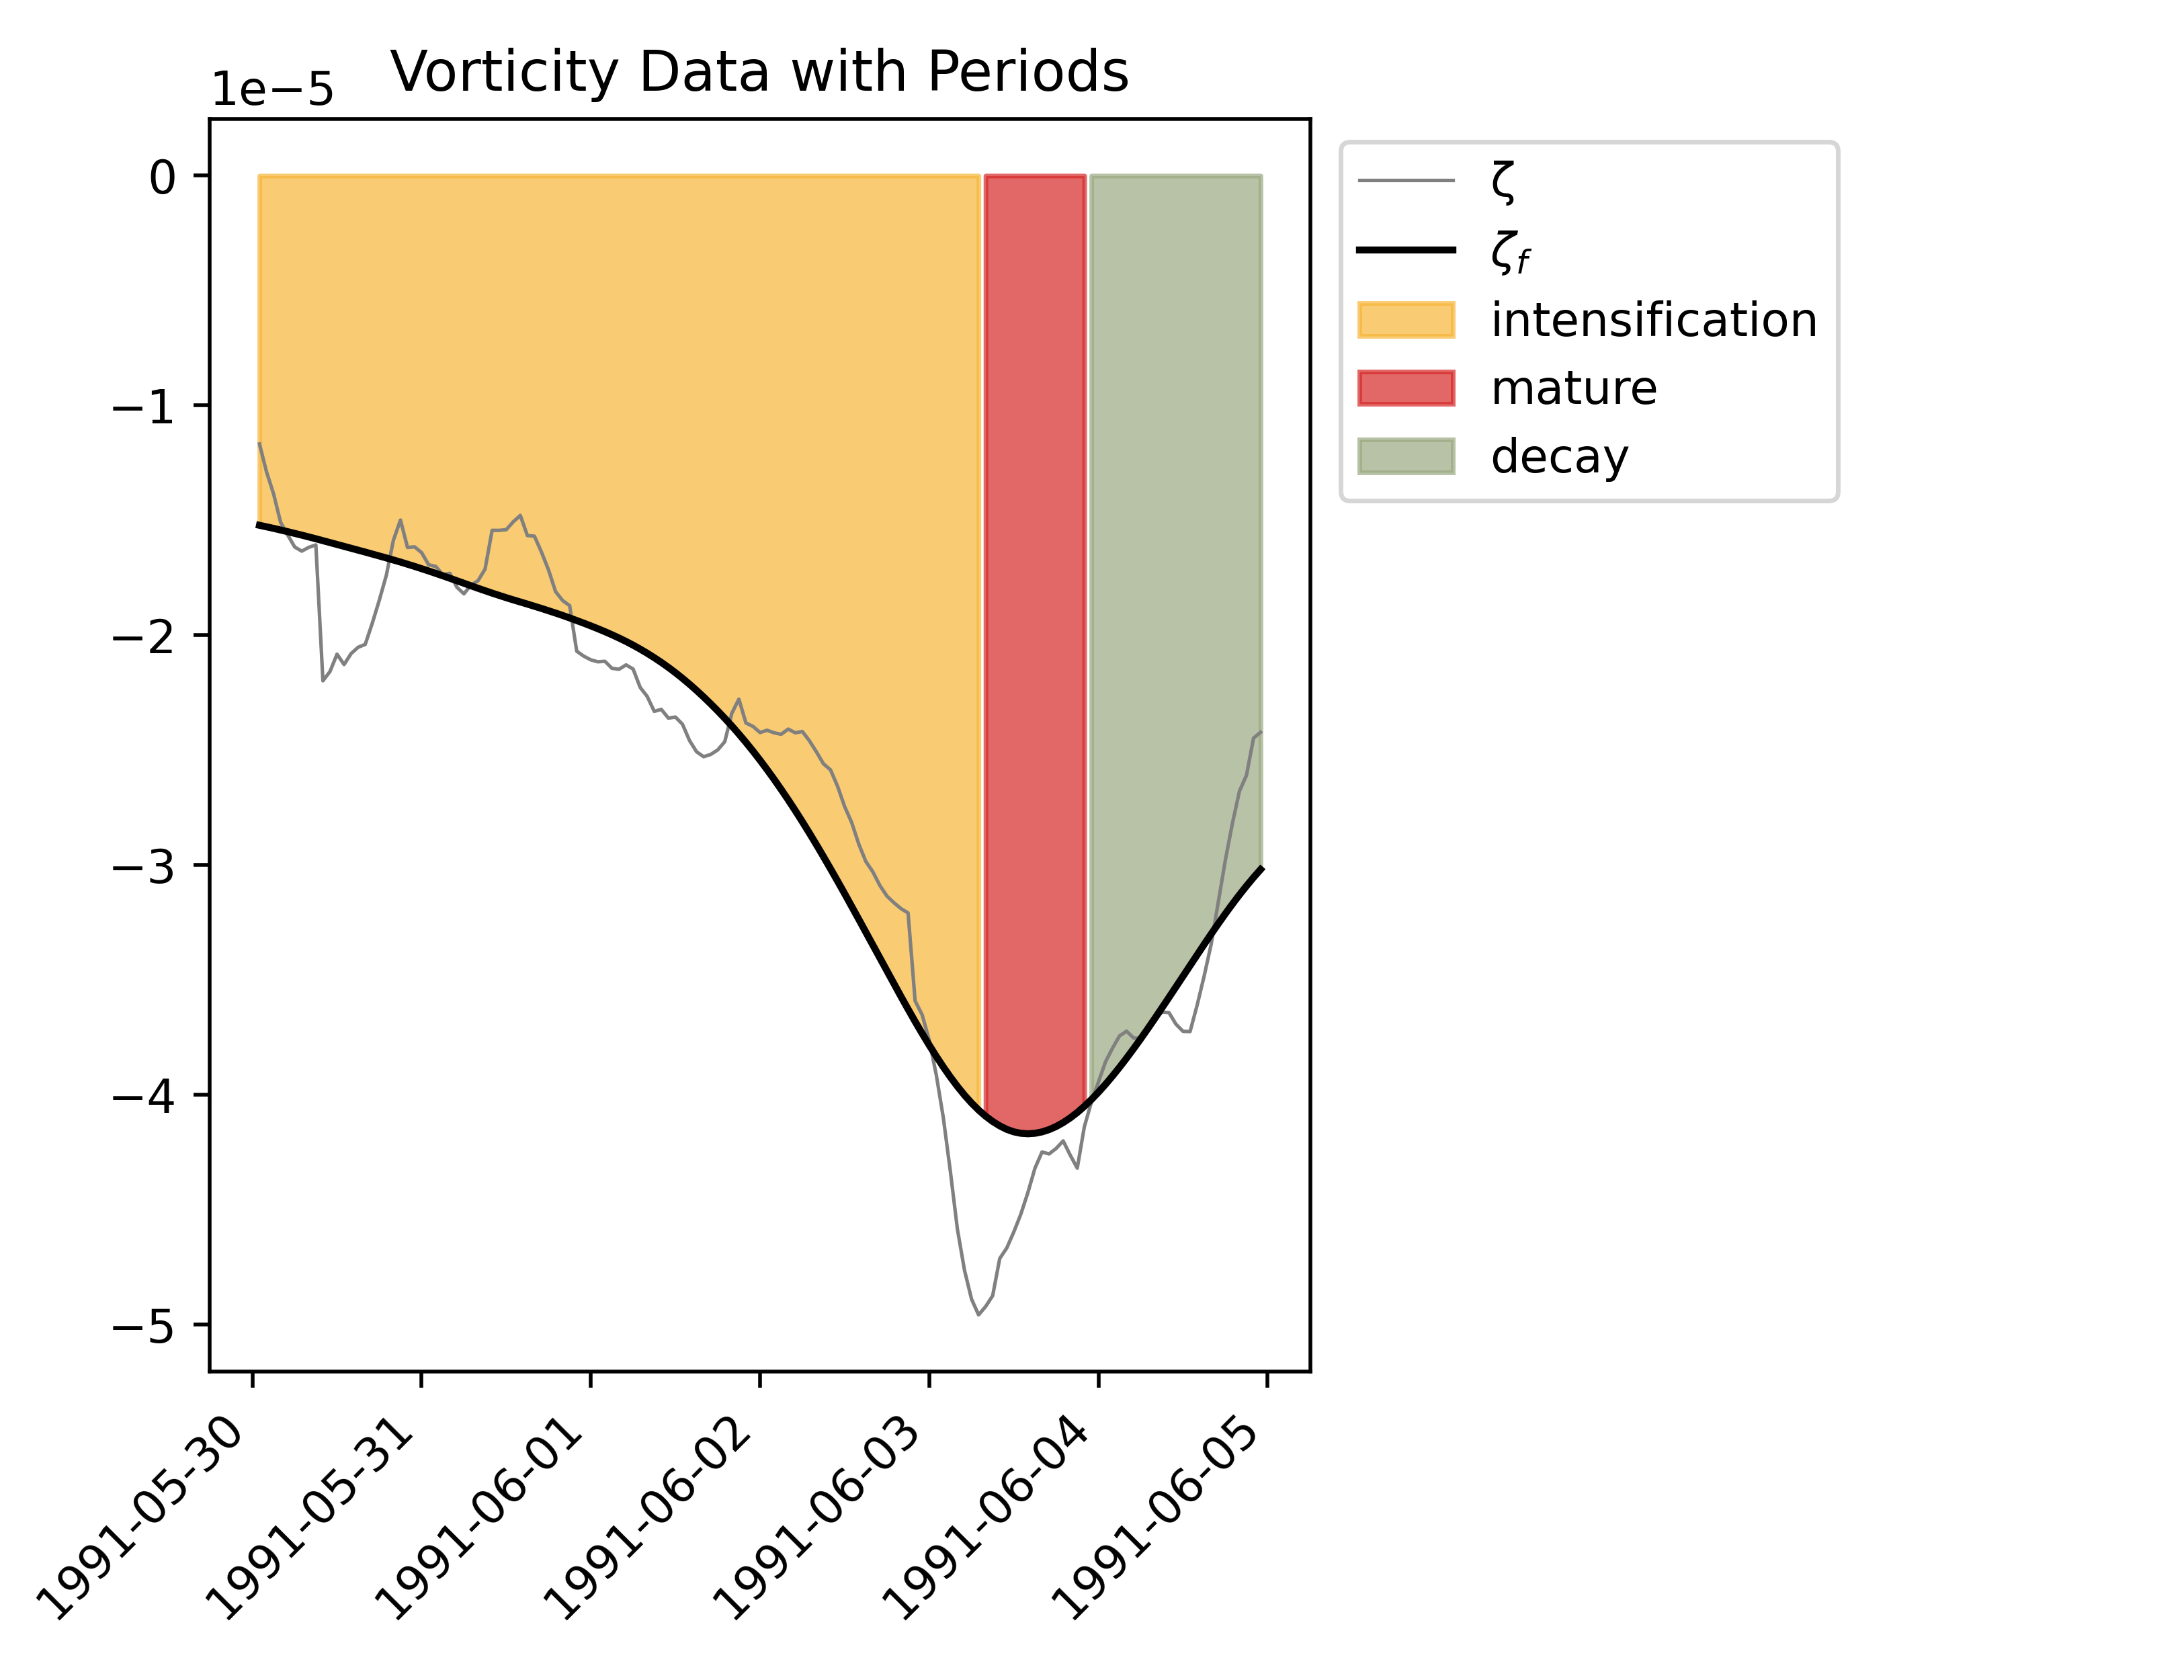 Vorticity Data with Periods
1e−5
0
−1
−2
−3
−4
−5
1991-05-30
1991-05-31
1991-06-01
1991-06-02
1991-06-03
1991-06-04
1991-06-05
ζ
ζf
intensification
mature
decay